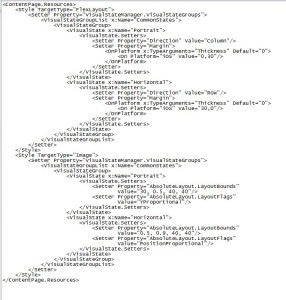 <ContentPage.Resources>
<Style TargetType="FlexLayout">
<Setter Property="VisualStateManager.VisualStateGroups">
<VisualStateGroupList x:Name="CommonStates">
<VisualStateGroup>
<VisualState x:Name="Portrait">
<VisualState.Setters>
<Setter Property="Direction" Value="Column"/>
<Setter Property="Margin">
<OnPlatform x:TypeArguments="Thickness" Default="0">
<On Platform="iOS" Value="0,30"/>
</OnPlatform>
</Setter>
</VisualState.Setters>
</VisualState>
<VisualState x:Name="Horizontal">
<VisualState.Setters>
<Setter Property="Direction" Value="Row"/>
<Setter Property="Margin">
<OnPlatform x:TypeArguments="Thickness" Default="0">
<On Platform="iOS" Value="30,0"/>
</OnPlatform>
</Setter>
</VisualState.Setters>
</VisualState>
</VisualStateGroup>
</VisualStateGroupList>
</Setter>
</Style>
<Style TargetType="Image">
<Setter Property="VisualStateManager.VisualStateGroups">
<VisualStateGroupList x:Name="CommonStates">
<VisualStateGroup>
<VisualState x:Name="Portrait">
<VisualState.Setters>
<Setter Property="AbsoluteLayout.LayoutBounds"
Value="30, 0.5, 40, 40"/>
<Setter Property="AbsoluteLayout.LayoutFlags"
Value="YProportional"/>
</VisualState.Setters>
</VisualState>
<VisualState x:Name="Horizontal">
<VisualState.Setters>
<Setter Property="AbsoluteLayout.LayoutBounds"
Value="0.5, 0.9, 40, 40"/>
<Setter Property="AbsoluteLayout.LayoutFlags"
Value="PositionProportional"/>
</VisualState.Setters>
</VisualState>
</VisualStateGroup>
</VisualStateGroupList>
</Setter>
</Style>
</ContentPage.Resources>